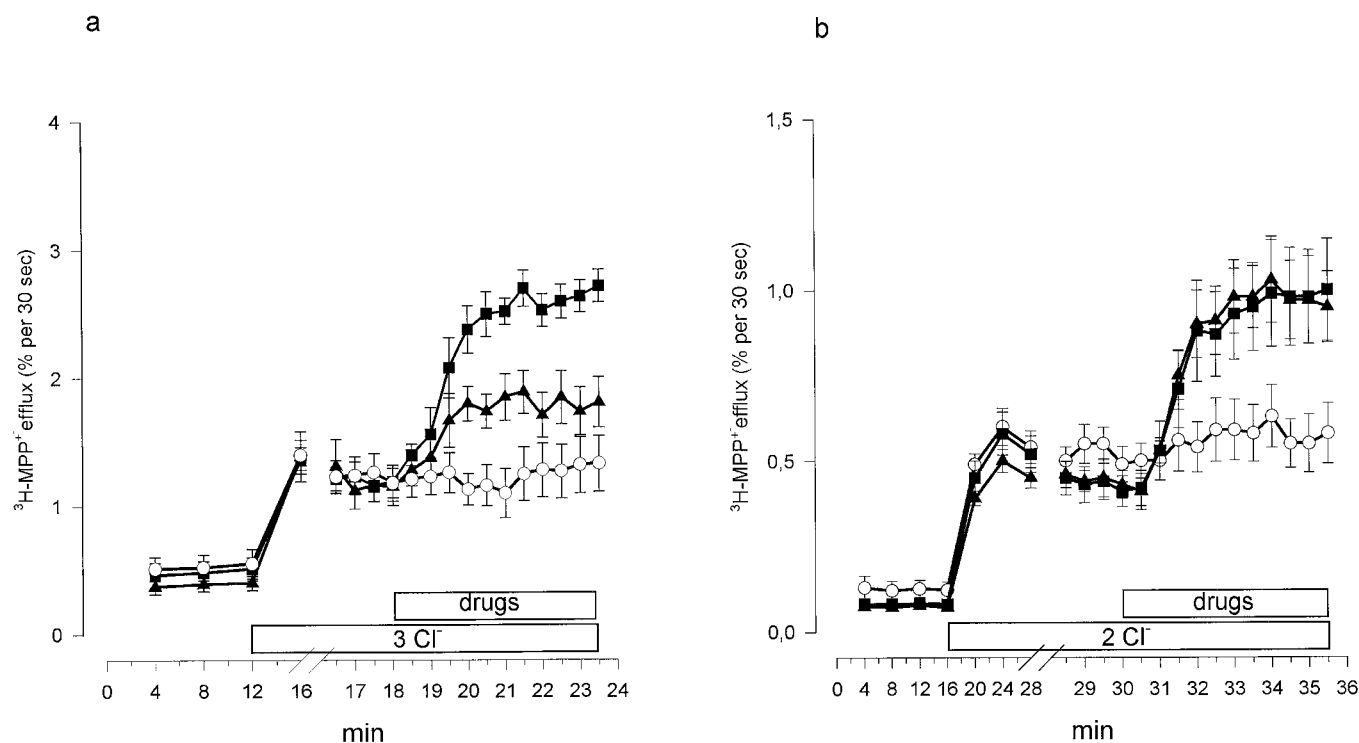 a
4
3
2
1
0
³H-MPP⁺ efflux (% per 30 sec)
drugs
3 Cl⁻
0 4 8 12 16 17 18 19 20 21 22 23 24
min
b
1,5
1,0
0,5
0,0
³H-MPP⁺ efflux (% per 30 sec)
drugs
2 Cl⁻
0 4 8 12 16 20 24 28 29 30 31 32 33 34 35 36
min